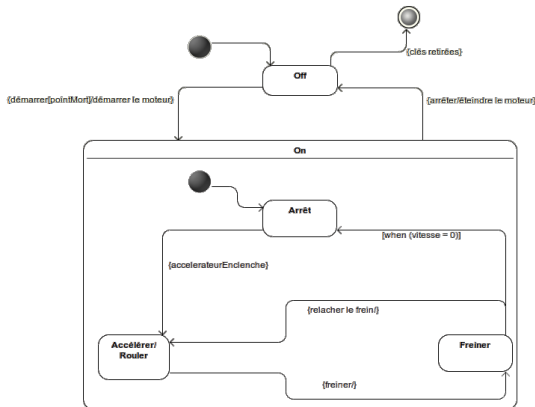 {clés retirées}
Off
{démarrer[pointMort]/démarrer le moteur}
{arrêter/éteindre le moteur}
On
Arrêt
[when (vitesse = 0)]
{accelerateurEnclenche}
{relacher le frein/}
Accélérer/
Rouler
Freiner
{freiner/}